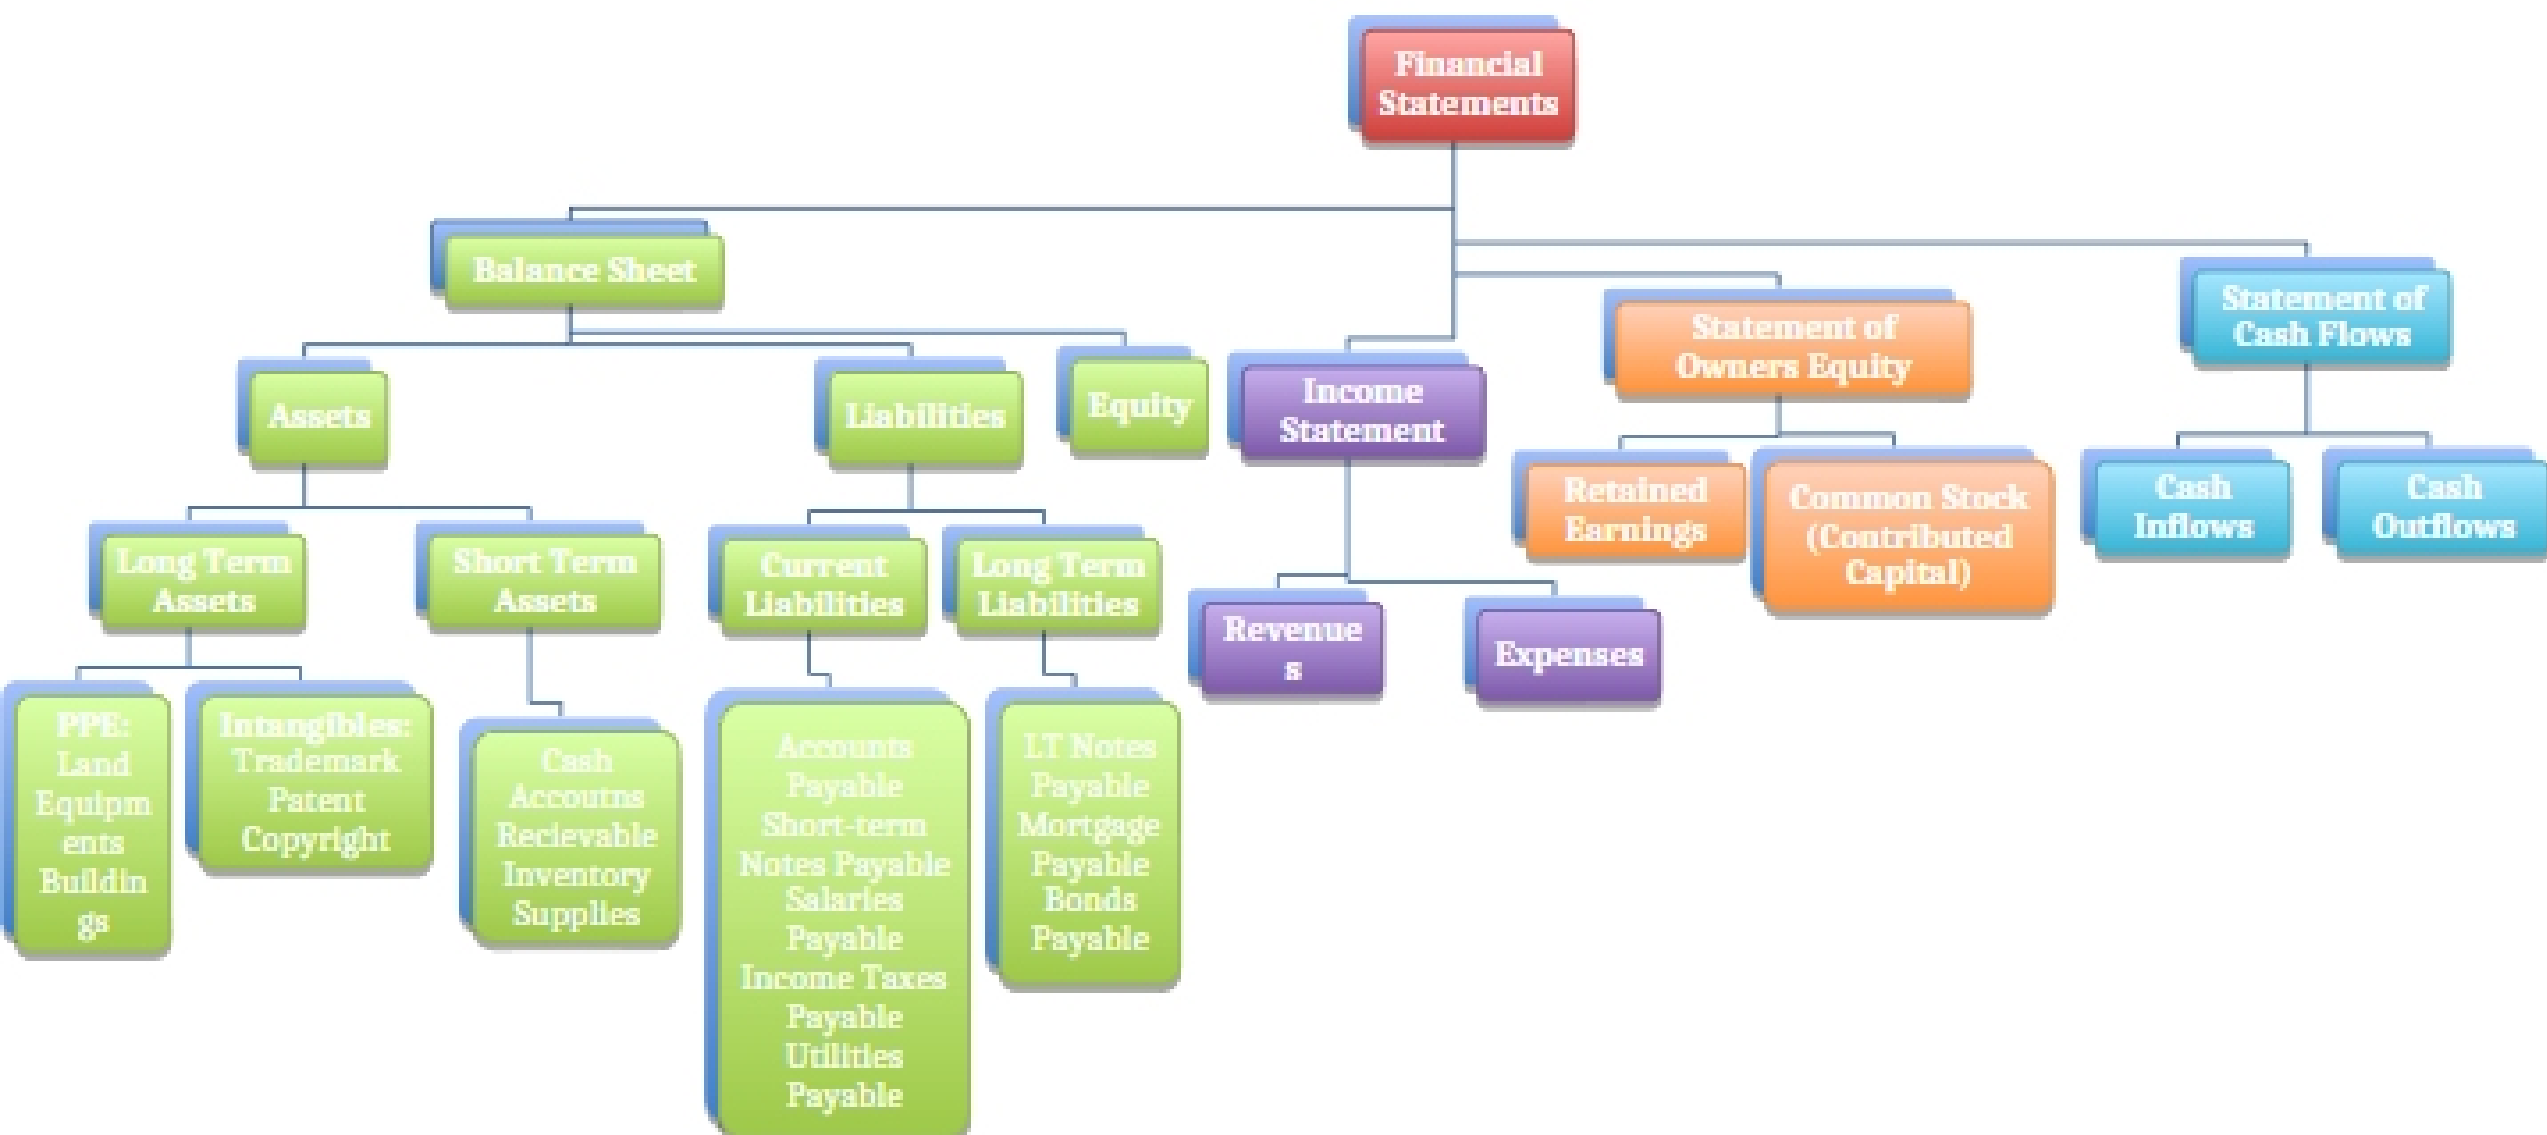 Financial
Statements
Balance Sheet
Statement of
Cash Flows
Statement of
Owners Equity
Income
Statement
Assets
Liabilities
Equity
Retained
Earnings
Common Stock
(Contributed
Capital)
Cash
Inflows
Cash
Outflows
Long Term
Assets
Short Term
Assets
Current
Liabilities
Long Term
Liabilities
Revenue
s
Expenses
PPE:
Land
Equipm
ents
Buildin
gs
Intangibles:
Trademark
Patent
Copyright
Cash
Accoutns
Recievable
Inventory
Supplies
Accounts
Payable
Short-term
Notes Payable
Salaries
Payable
Income Taxes
Payable
Utilities
Payable
LT Notes
Payable
Mortgage
Payable
Bonds
Payable